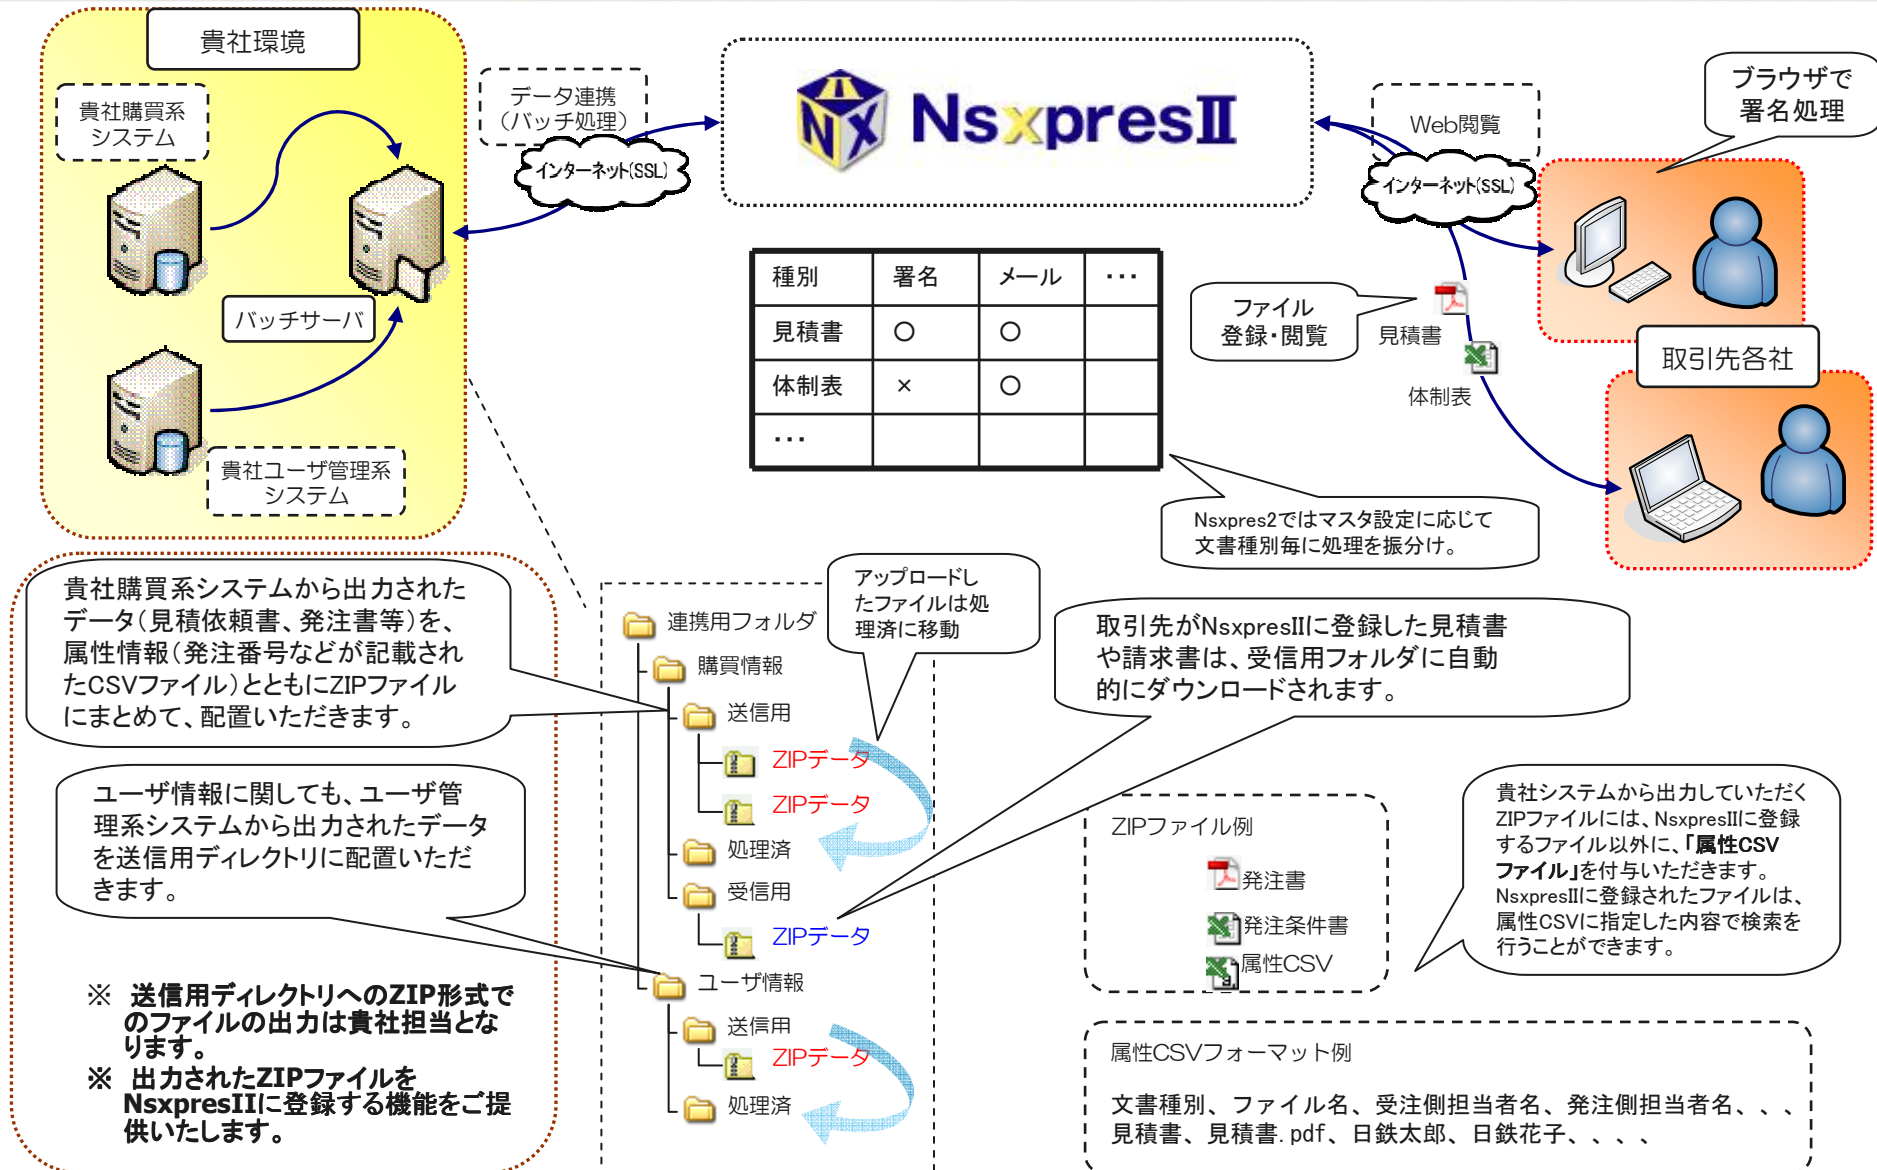 貴社環境
貴社購買系
システム
データ連携
(バッチ処理)
インターネット(SSL)
NsxpresⅡ
Web閲覧
インターネット(SSL)
ブラウザで
署名処理
バッチサーバ
貴社ユーザ管理系
システム
種別 署名 メール …
見積書 ○ ○
体制表 × ○
…
ファイル
登録・閲覧
見積書
体制表
取引先各社
Nsxpres2ではマスタ設定に応じて
文書種別毎に処理を振分け。
貴社購買系システムから出力された
データ(見積依頼書、発注書等)を、
属性情報(発注番号などが記載され
たCSVファイル)とともにZIPファイル
にまとめて、配置いただきます。
ユーザ情報に関しても、ユーザ管
理系システムから出力されたデータ
を送信用ディレクトリに配置いただ
きます。
※ 送信用ディレクトリへのZIP形式で
のファイルの出力は貴社担当とな
ります。
※ 出力されたZIPファイルを
NsxpresIIに登録する機能をご提
供いたします。
連携用フォルダ
購買情報
送信用
ZIPデータ
ZIPデータ
処理済
受信用
ZIPデータ
ユーザ情報
送信用
ZIPデータ
処理済
アップロードし
たファイルは処
理済に移動
取引先がNsxpresIIに登録した見積書
や請求書は、受信用フォルダに自動
的にダウンロードされます。
ZIPファイル例
発注書
発注条件書
属性CSV
貴社システムから出力していただく
ZIPファイルには、NsxpresIIに登録
するファイル以外に、「属性CSV
ファイル」を付与いただきます。
NsxpresIIに登録されたファイルは、
属性CSVに指定した内容で検索を
行うことができます。
属性CSVフォーマット例
文書種別、ファイル名、受注側担当者名、発注側担当者名、、、
見積書、見積書.pdf、日鉄太郎、日鉄花子、、、、